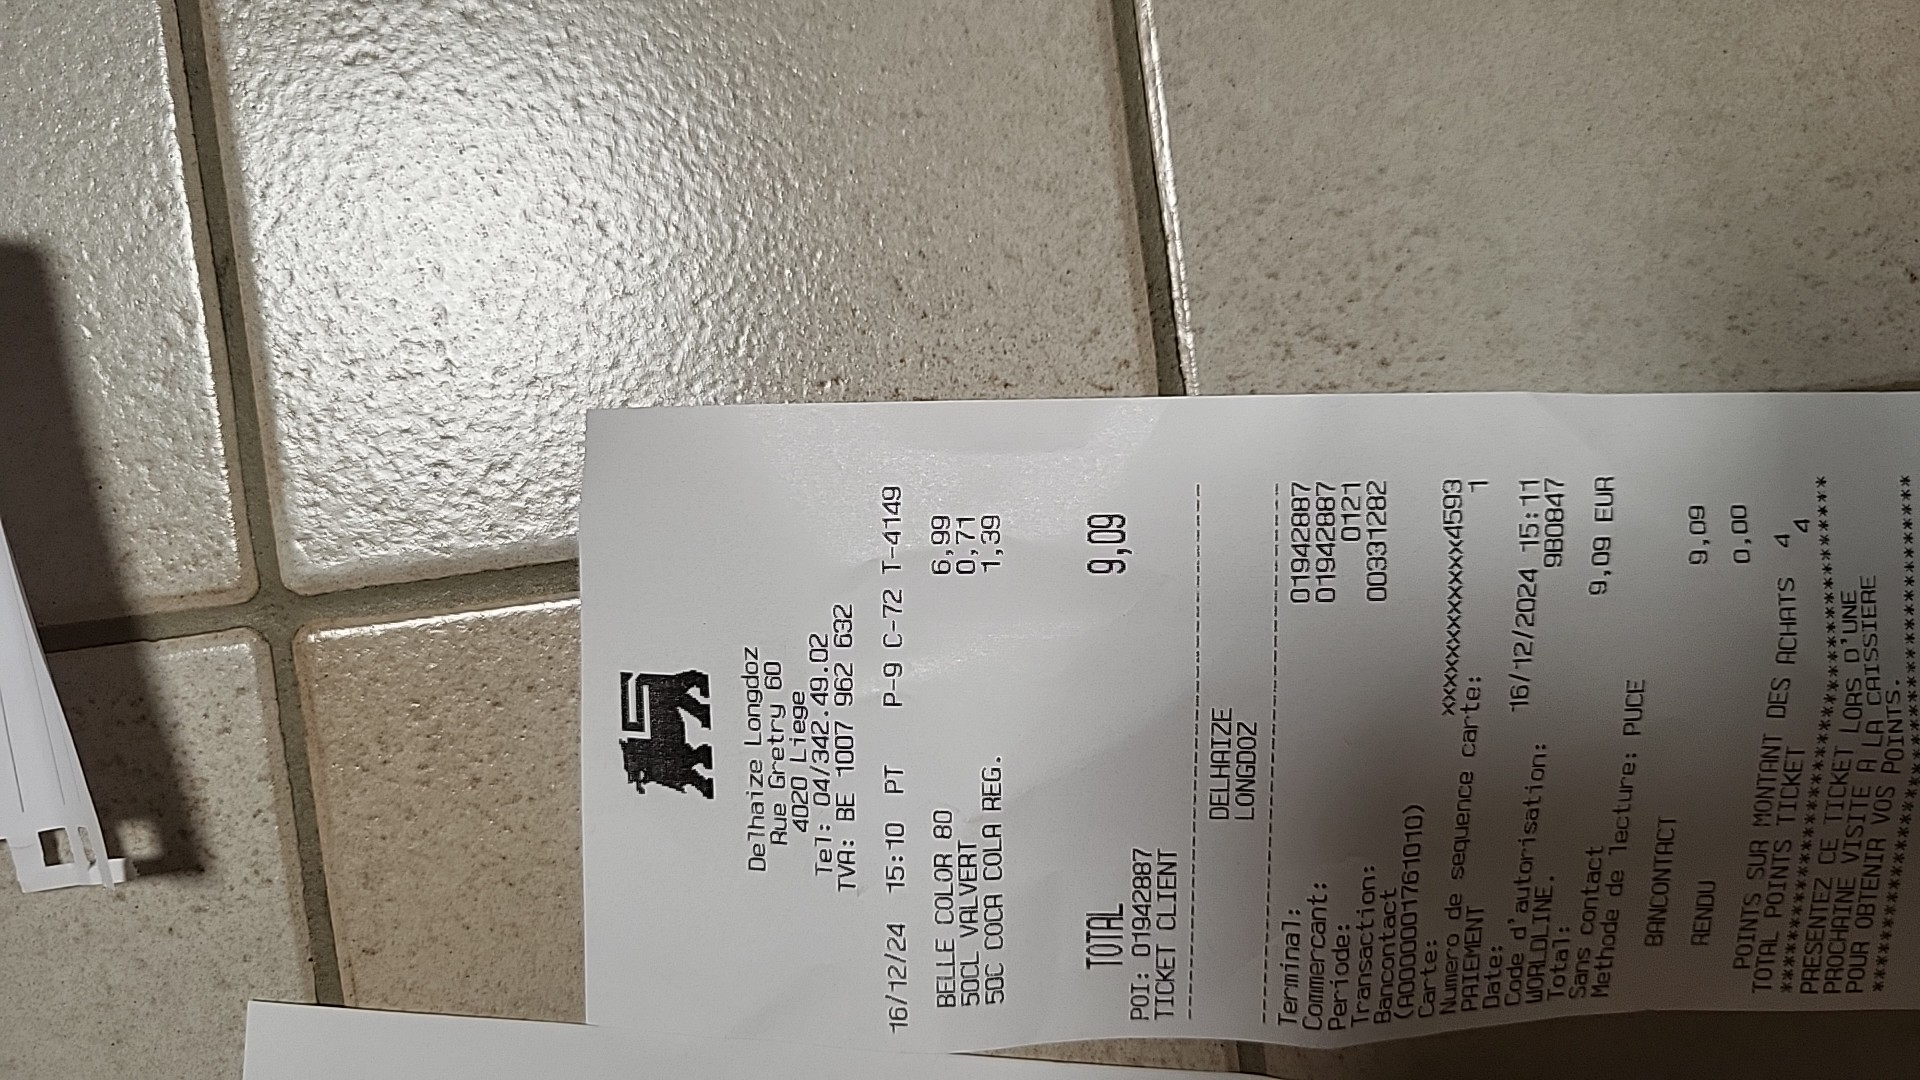 Delhaize Longdoz
Rue Gretry 60
4020 Liege
Tel: 04/342.49.02
TVA: BE 1007 962 632
16/12/24 15:10 PT P-9 C-72 T-4149
BELLE COLOR 80 6,99
50CL VALVERT 0,71
50C COCA COLA REG. 1,39
TOTAL 9,09
POI: 01942887
TICKET CLIENT
--------------------------------
DELHAIZE
LONGDOZ
--------------------------------
Terminal: 01942887
Commercant: 01942887
Periode: 0121
Transaction: 00331282
Bancontact
(A0000001761010)
Carte: xxxxxxxxxxxxx4593
Numero de sequence carte: 1
PAIEMENT
Date: 16/12/2024 15:11
Code d'autorisation: 9B0847
WORLDLINE.
Total: 9,09 EUR
Sans contact
Methode de lecture: PUCE
BANCONTACT 9,09
RENDU 0,00
POINTS SUR MONTANT DES ACHATS 4
TOTAL POINTS TICKET 4
****************************************
PRESENTEZ CE TICKET LORS D'UNE
PROCHAINE VISITE A LA CAISSIERE
POUR OBTENIR VOS POINTS.
****************************************